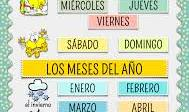 MIÉRCOLES JUEVES
VIERNES
SÁBADO DOMINGO
LOS MESES DEL AÑO
ENERO FEBRERO
el invierno
MARZO ABRIL